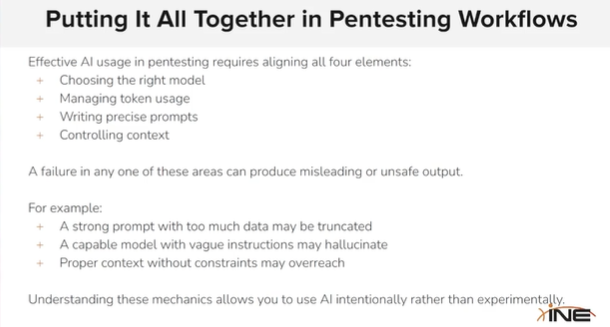 Putting It All Together in Pentesting Workflows
Effective AI usage in pentesting requires aligning all four elements:
+ Choosing the right model
+ Managing token usage
+ Writing precise prompts
+ Controlling context
A failure in any one of these areas can produce misleading or unsafe output.
For example:
+ A strong prompt with too much data may be truncated
+ A capable model with vague instructions may hallucinate
+ Proper context without constraints may overreach
Understanding these mechanics allows you to use AI intentionally rather than experimentally.
INE